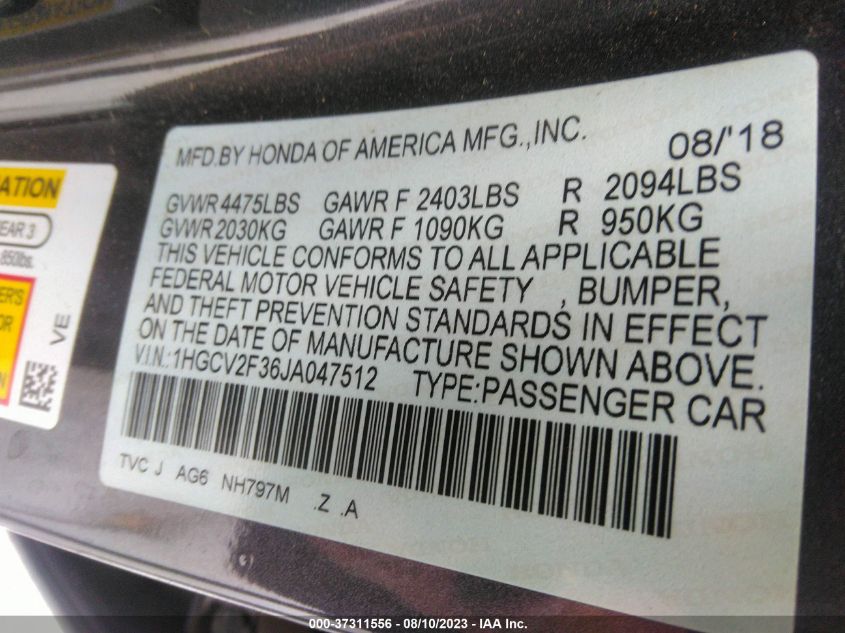 MFD.BY HONDA OF AMERICA MFG.,INC. 08/'18
GVWR 4475LBS GAWR F 2403LBS R 2094LBS
GVWR 2030KG GAWR F 1090KG R 950KG
THIS VEHICLE CONFORMS TO ALL APPLICABLE
FEDERAL MOTOR VEHICLE SAFETY , BUMPER,
AND THEFT PREVENTION STANDARDS IN EFFECT
ON THE DATE OF MANUFACTURE SHOWN ABOVE.
V.I.N.:1HGCV2F36JA047512 TYPE:PASSENGER CAR
TVC J AG6 NH797M .Z .A
EAR 3
850lbs.
VE
000-37311556 - 08/10/2023 - IAA Inc.